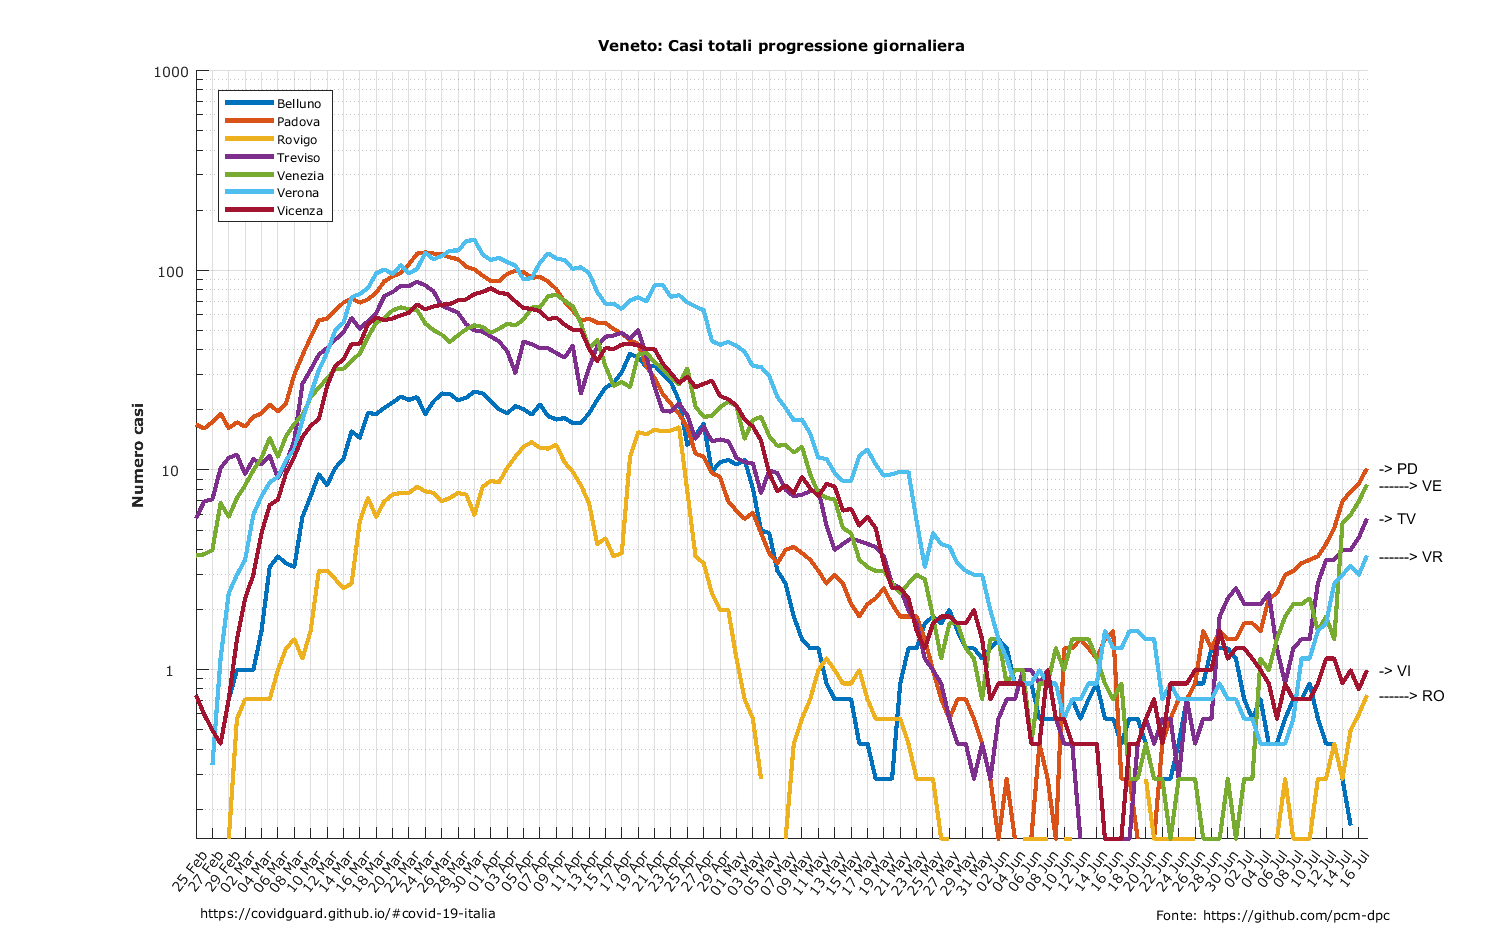 Veneto: Casi totali progressione giornaliera
1000
100
10
1
Numero casi
Belluno
Padova
Rovigo
Treviso
Venezia
Verona
Vicenza
-> PD
------> VE
-> TV
------> VR
-> VI
------> RO
25 Feb
27 Feb
29 Feb
02 Mar
04 Mar
06 Mar
08 Mar
10 Mar
12 Mar
14 Mar
16 Mar
18 Mar
20 Mar
22 Mar
24 Mar
26 Mar
28 Mar
30 Mar
01 Apr
03 Apr
05 Apr
07 Apr
09 Apr
11 Apr
13 Apr
15 Apr
17 Apr
19 Apr
21 Apr
23 Apr
25 Apr
27 Apr
29 Apr
01 May
03 May
05 May
07 May
09 May
11 May
13 May
15 May
17 May
19 May
21 May
23 May
25 May
27 May
29 May
31 May
02 Jun
04 Jun
06 Jun
08 Jun
10 Jun
12 Jun
14 Jun
16 Jun
18 Jun
20 Jun
22 Jun
24 Jun
26 Jun
28 Jun
30 Jun
02 Jul
04 Jul
06 Jul
08 Jul
10 Jul
12 Jul
14 Jul
16 Jul
https://covidguard.github.io/#covid-19-italia
Fonte: https://github.com/pcm-dpc